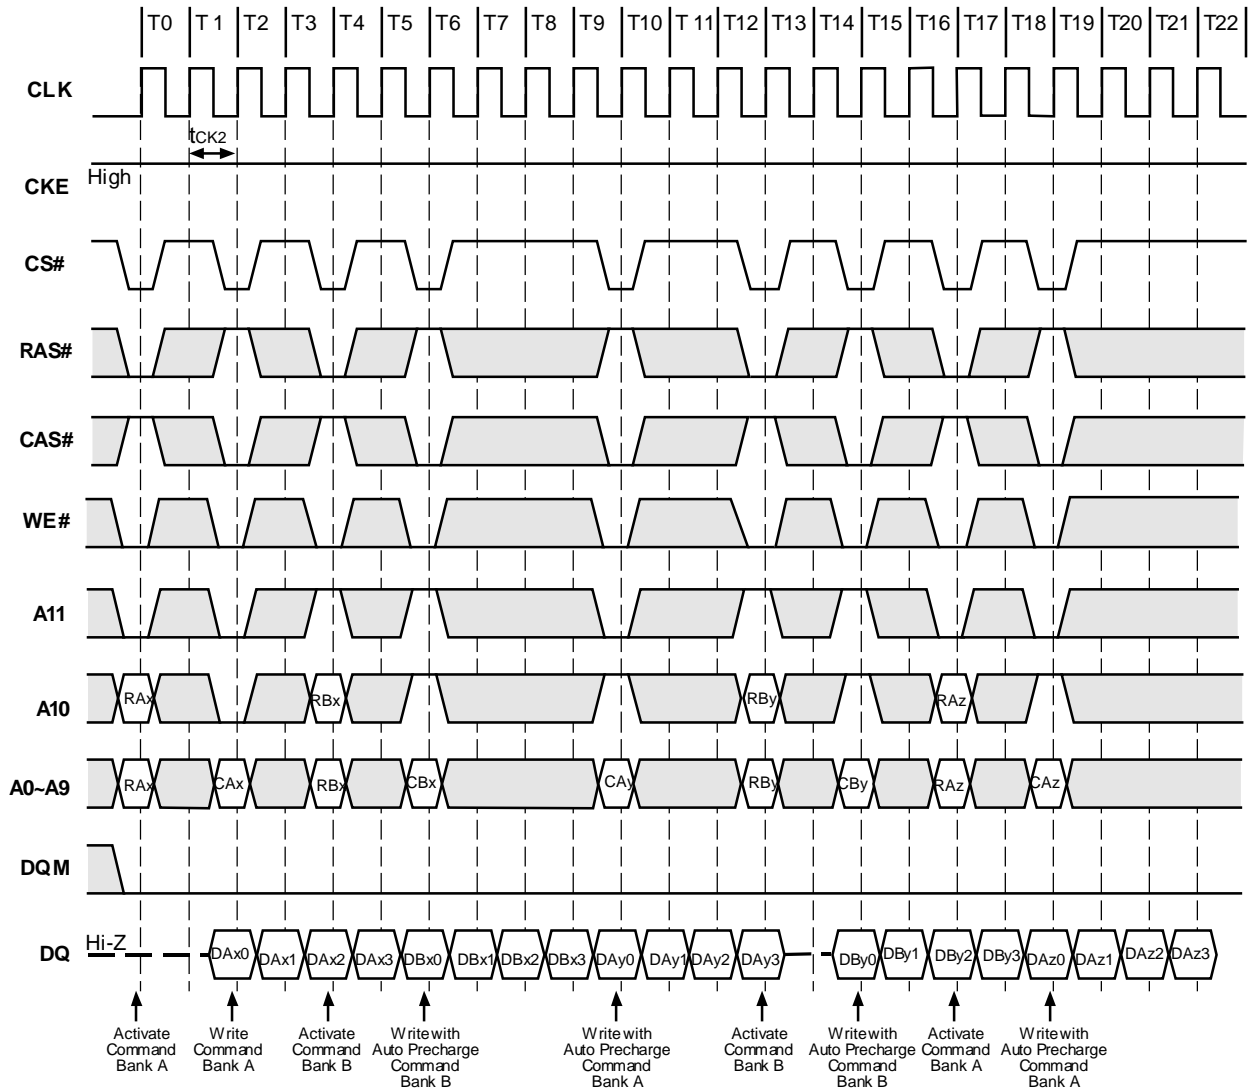 T0 T 1 T2 T3 T4 T5 T6 T7 T8 T9 T10 T 11 T12 T13 T14 T15 T16 T17 T18 T19 T20 T21 T22
CLK
tCK2
High
CKE
CS#
RAS#
CAS#
WE#
A11
A10 RAx RBx RBy RAz
A0~A9 RAx CAx RBx CBx CAy RBy CBy RAz CAz
DQM
Hi-Z
DQ DAx0 DAx1 DAx2 DAx3 DBx0 DBx1 DBx2 DBx3 DAy0 DAy1 DAy2 DAy3 DBy0 DBy1 DBy2 DBy3 DAz0 DAz1 DAz2 DAz3
Activate
Command
Bank A
Write
Command
Bank A
Activate
Command
Bank B
Write with
Auto Precharge
Command
Bank B
Write with
Auto Precharge
Command
Bank A
Activate
Command
Bank B
Write with
Auto Precharge
Command
Bank B
Activate
Command
Bank A
Write with
Auto Precharge
Command
Bank A